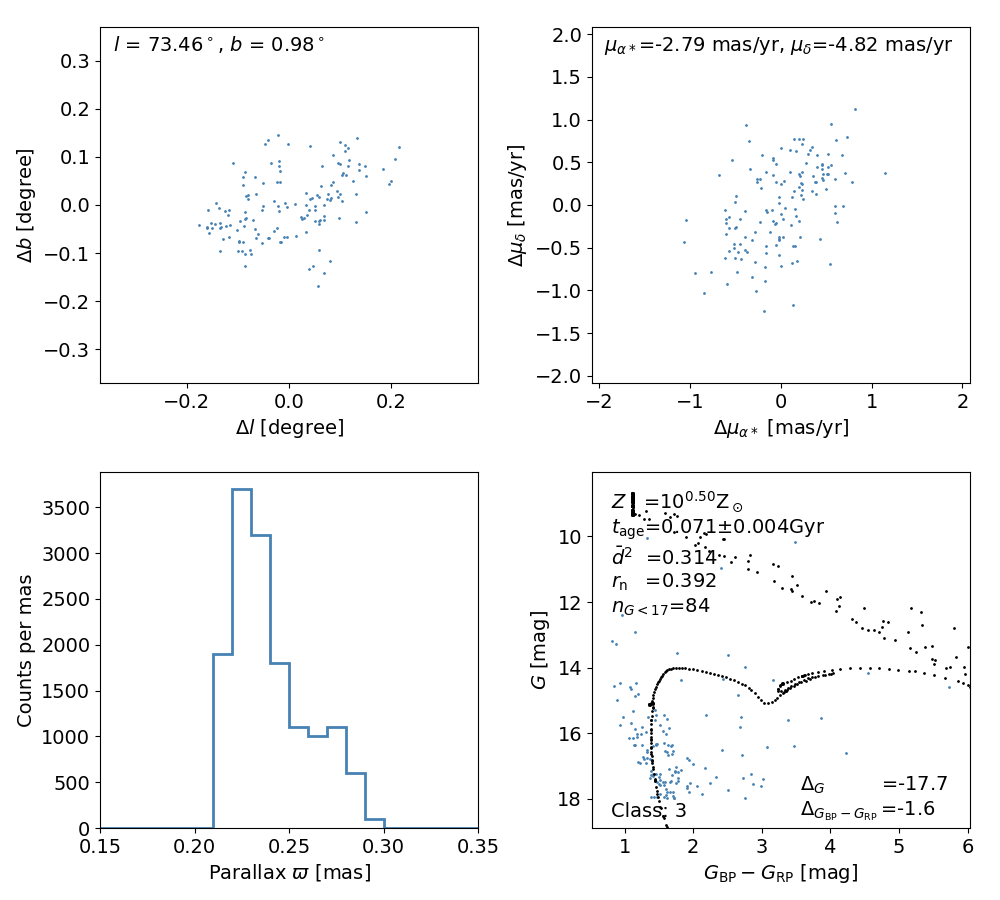 l = 73.46°, b = 0.98°
0.3
0.2
0.1
0.0
−0.1
−0.2
−0.3
Δb [degree]
−0.2
0.0
0.2
Δl [degree]
μα*=-2.79 mas/yr, μδ=-4.82 mas/yr
2.0
1.5
1.0
0.5
0.0
−0.5
−1.0
−1.5
−2.0
Δμδ [mas/yr]
−2
−1
0
1
2
Δμα* [mas/yr]
3500
3000
2500
2000
1500
1000
500
0
Counts per mas
0.15
0.20
0.25
0.30
0.35
Parallax ϖ [mas]
Z =10^0.50 Z⊙
t_age=0.071±0.004Gyr
d̄² =0.314
r_n =0.392
n_G<17=84
10
12
14
16
18
G [mag]
Δ_G =-17.7
Δ_GBP−GRP =-1.6
Class: 3
1
2
3
4
5
6
G_BP − G_RP [mag]